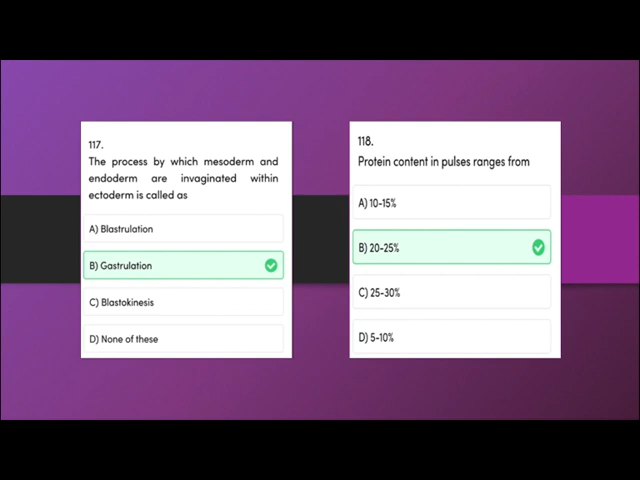 117.
The process by which mesoderm and
endoderm are invaginated within
ectoderm is called as
A) Blastrulation
B) Gastrulation
C) Blastokinesis
D) None of these
118.
Protein content in pulses ranges from
A) 10-15%
B) 20-25%
C) 25-30%
D) 5-10%